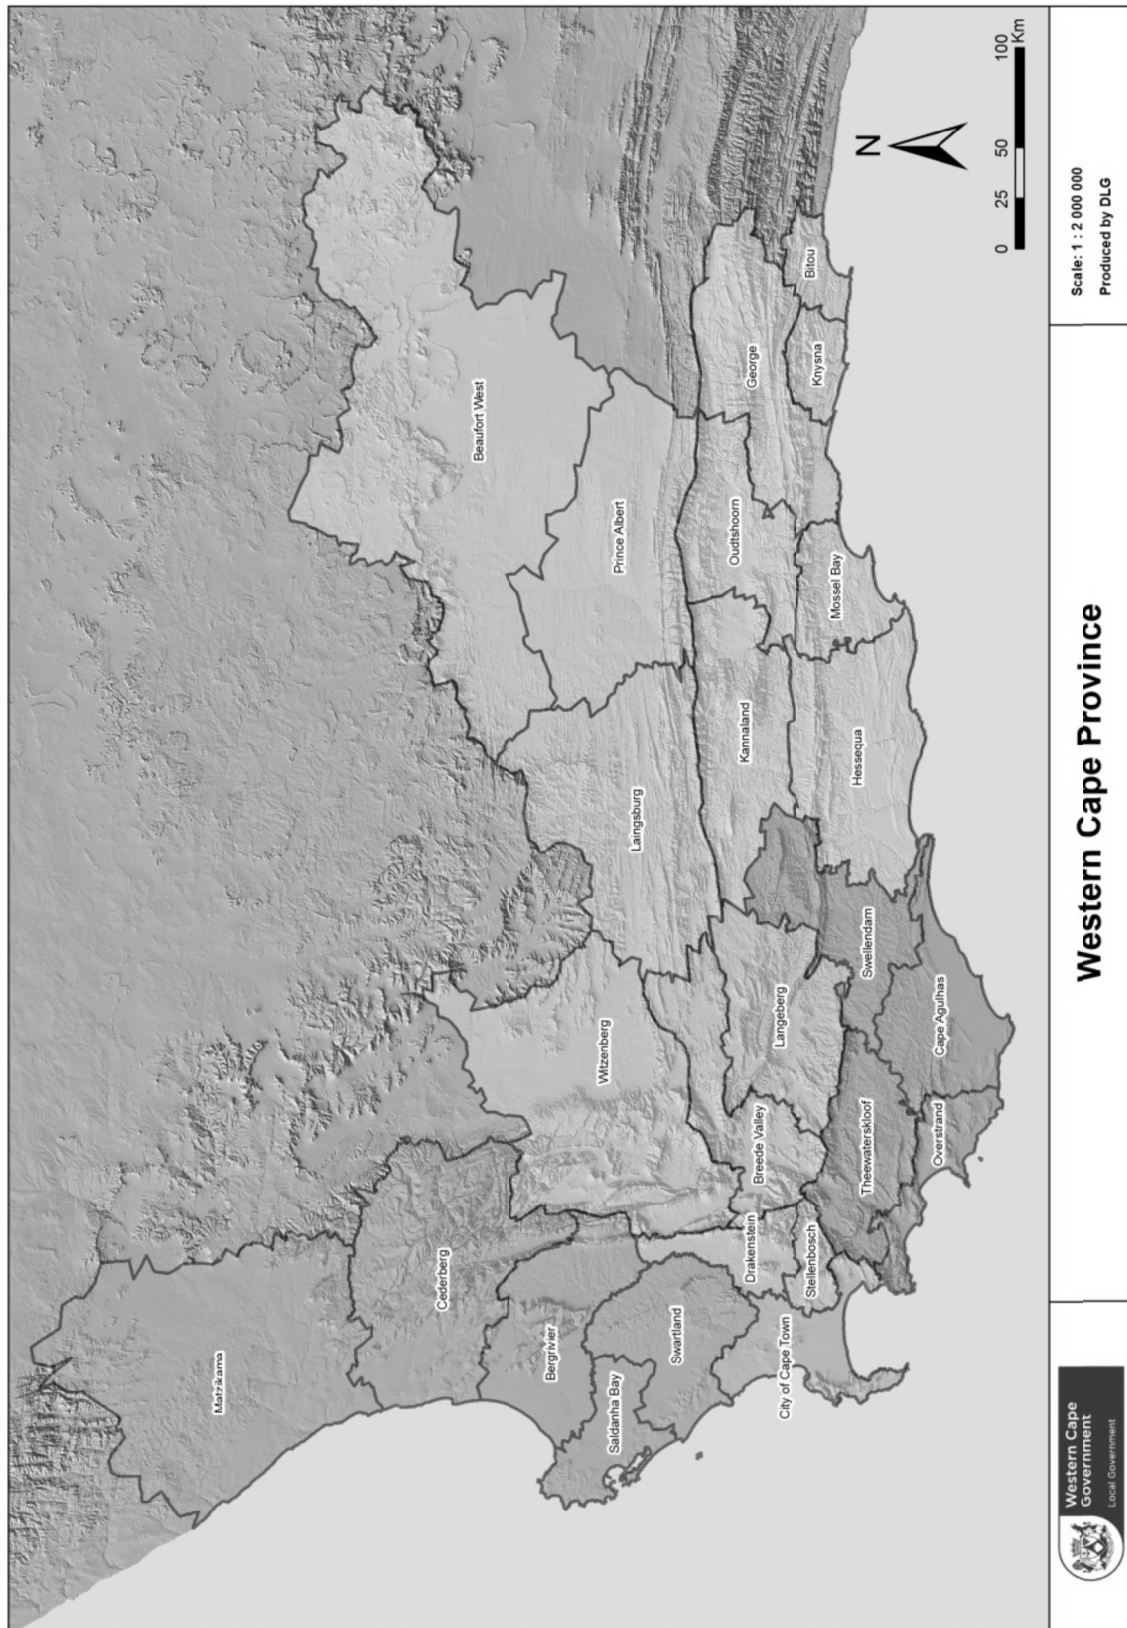 Matzikama
Cederberg
Bergrivier
Saldanha Bay
Swartland
City of Cape Town
Drakenstein
Stellenbosch
Witzenberg
Breede Valley
Langeberg
Theewaterskloof
Overstrand
Cape Agulhas
Swellendam
Laingsburg
Kannaland
Hessequa
Beaufort West
Prince Albert
Oudtshoorn
Mossel Bay
George
Knysna
Bitou
N
0 25 50 100
Km
Western Cape
Government
Local Government
Western Cape Province
Scale: 1 : 2 000 000
Produced by DLG